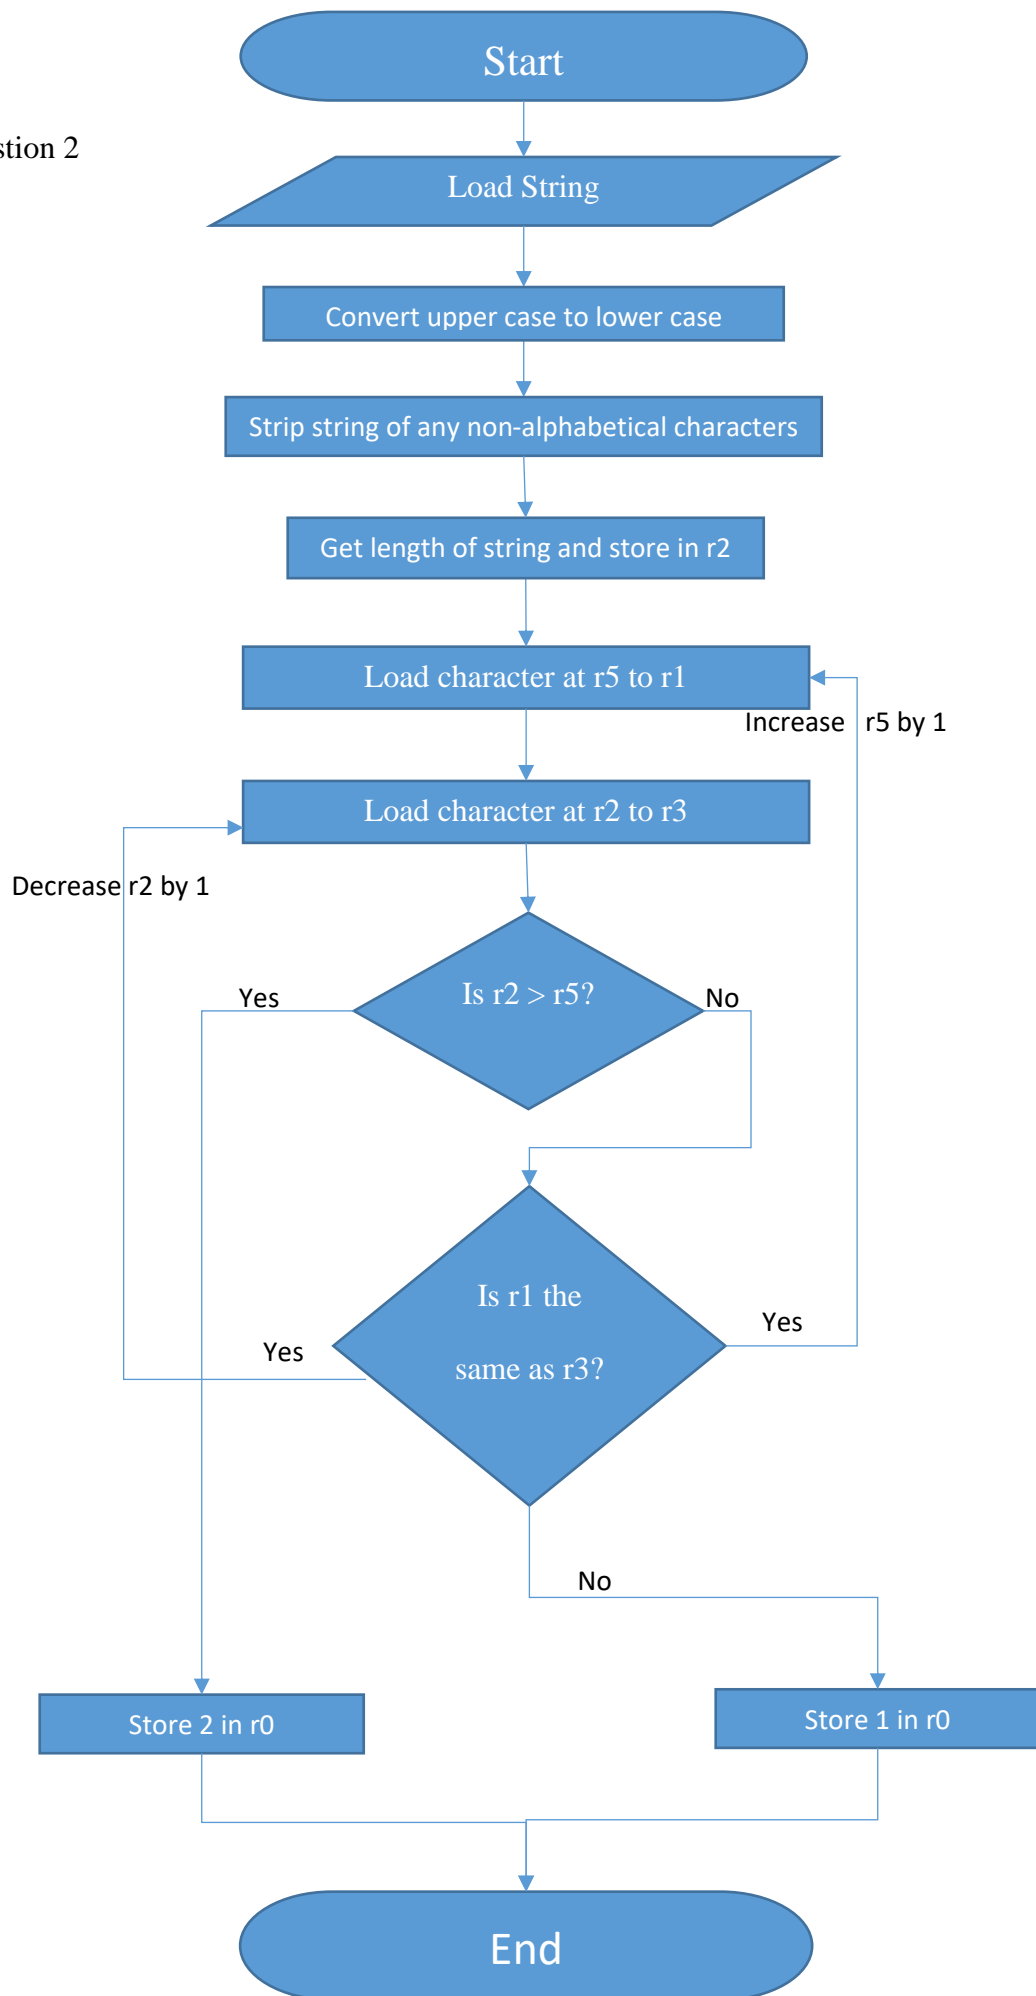 Start
stion 2
Load String
Convert upper case to lower case
Strip string of any non-alphabetical characters
Get length of string and store in r2
Load character at r5 to r1
Increase r5 by 1
Load character at r2 to r3
Decrease r2 by 1
Is r2 > r5?
Yes
No
Is r1 the
same as r3?
Yes
Yes
No
Store 2 in r0
Store 1 in r0
End